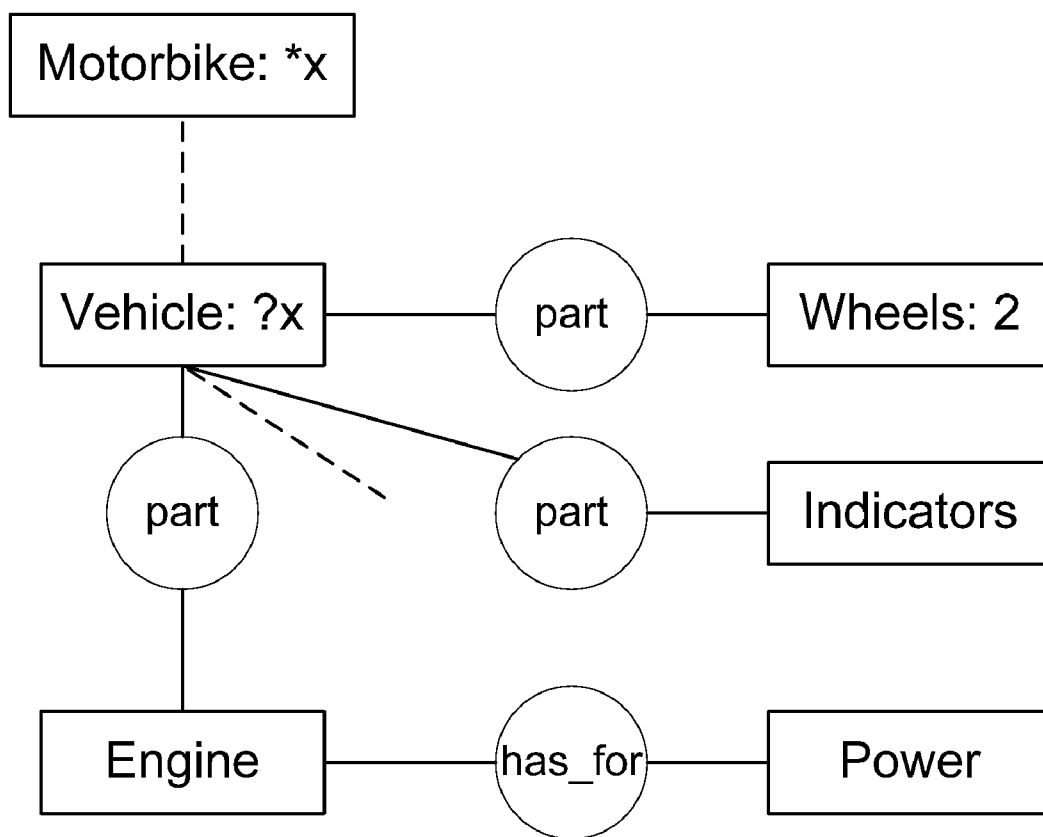 Motorbike: *x
Vehicle: ?x
part
Wheels: 2
part
part
Indicators
Engine
has_for
Power